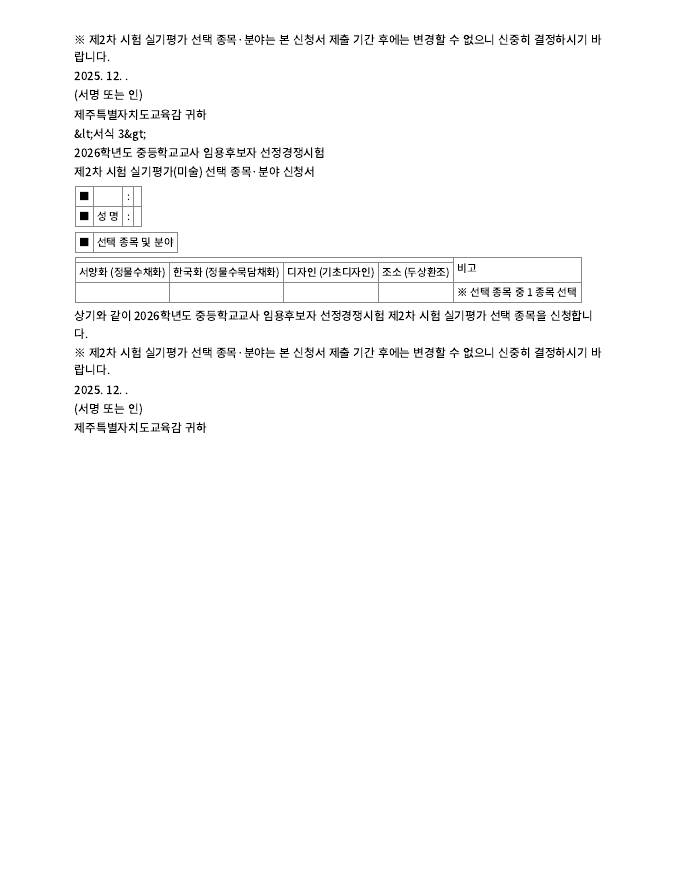 ※ 제2차 시험 실기평가 선택 종목·분야는 본 신청서 제출 기간 후에는 변경할 수 없으니 신중히 결정하시기 바
랍니다.
2025. 12. .
(서명 또는 인)
제주특별자치도교육감 귀하
&lt;서식 3&gt;
2026학년도 중등학교교사 임용후보자 선정경쟁시험
제2차 시험 실기평가(미술) 선택 종목·분야 신청서
■ :
■ 성 명 :
■ 선택 종목 및 분야
서양화 (정물수채화) 한국화 (정물수묵담채화) 디자인 (기초디자인) 조소 (두상환조) 비고
※ 선택 종목 중 1 종목 선택
상기와 같이 2026학년도 중등학교교사 임용후보자 선정경쟁시험 제2차 시험 실기평가 선택 종목을 신청합니
다.
※ 제2차 시험 실기평가 선택 종목·분야는 본 신청서 제출 기간 후에는 변경할 수 없으니 신중히 결정하시기 바
랍니다.
2025. 12. .
(서명 또는 인)
제주특별자치도교육감 귀하